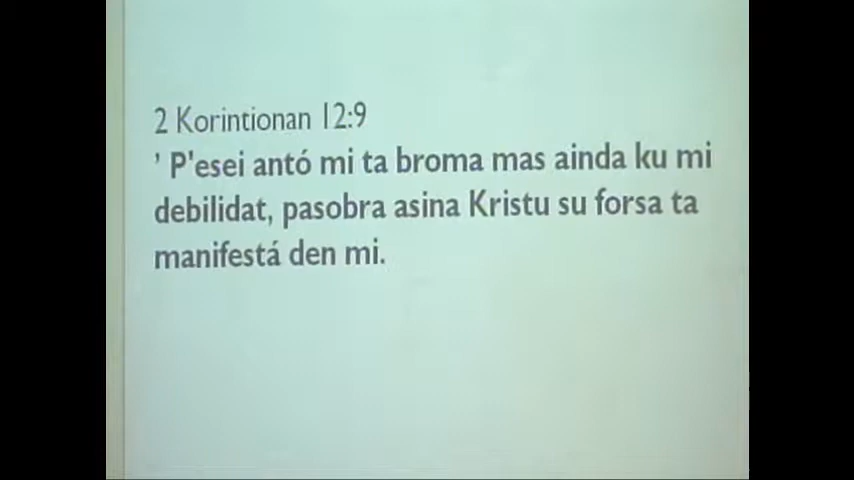 2 Korintionan 12:9
’ P'esei antó mi ta broma mas ainda ku mi
debilidat, pasobra asina Kristu su forsa ta
manifestá den mi.